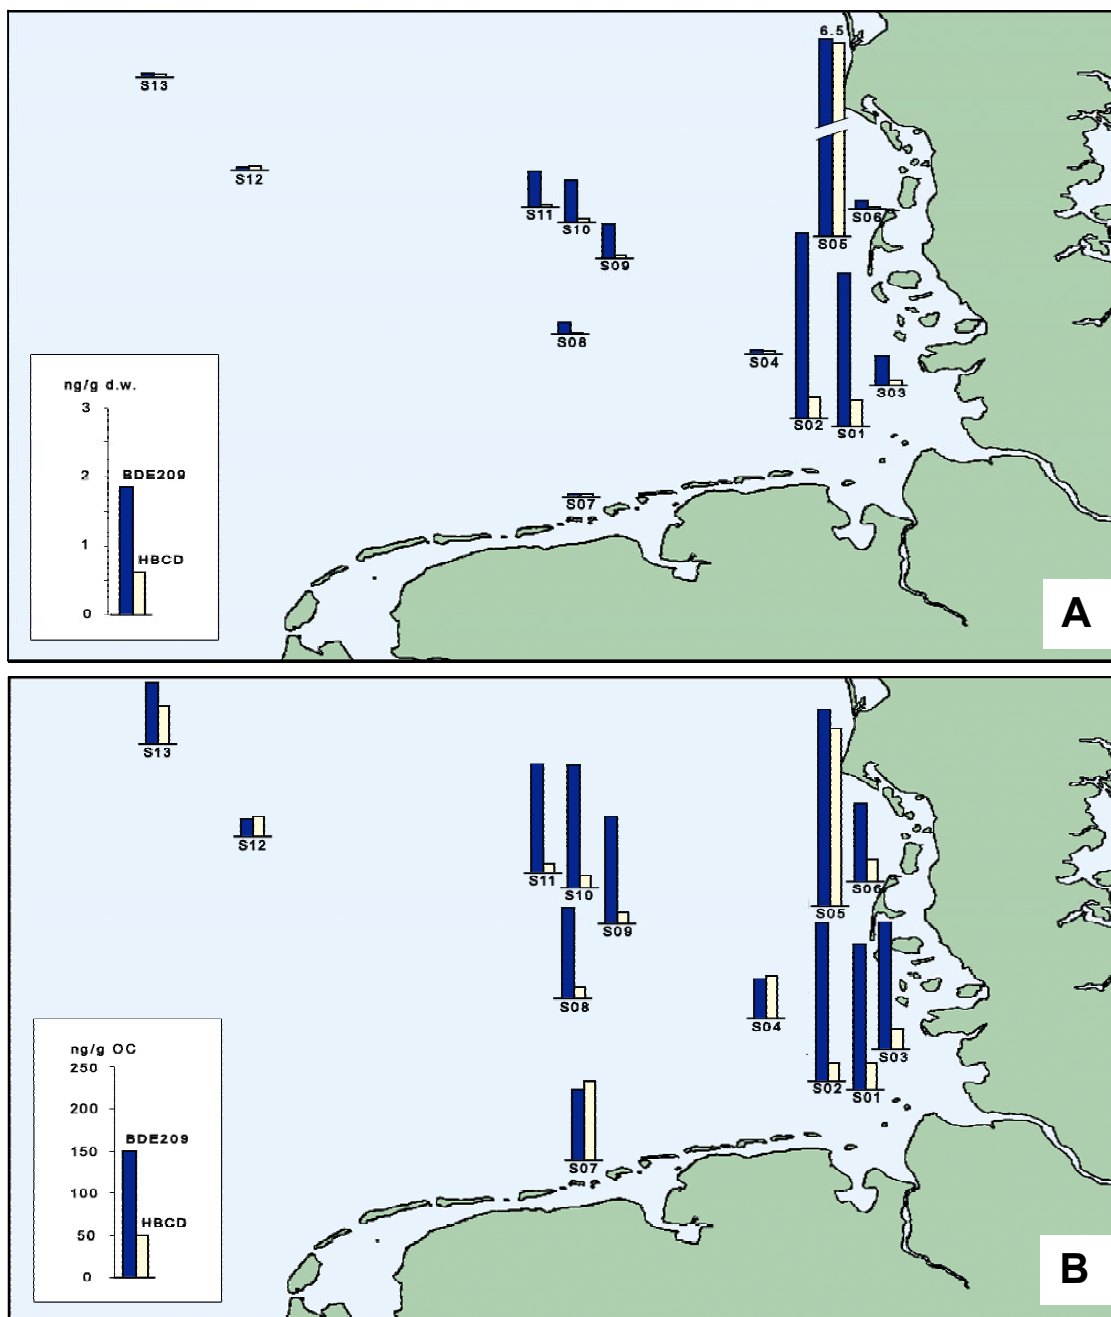 6.5
S13
S12
S11
S10
S09
S06
S05
S08
S04
S03
S02
S01
S07
ng/g d.w.
3
2
1
0
BDE209
HBCD
A
S13
S12
S11
S10
S09
S08
S06
S05
S04
S03
S02
S01
S07
ng/g OC
250
200
150
100
50
0
BDE209
HBCD
B